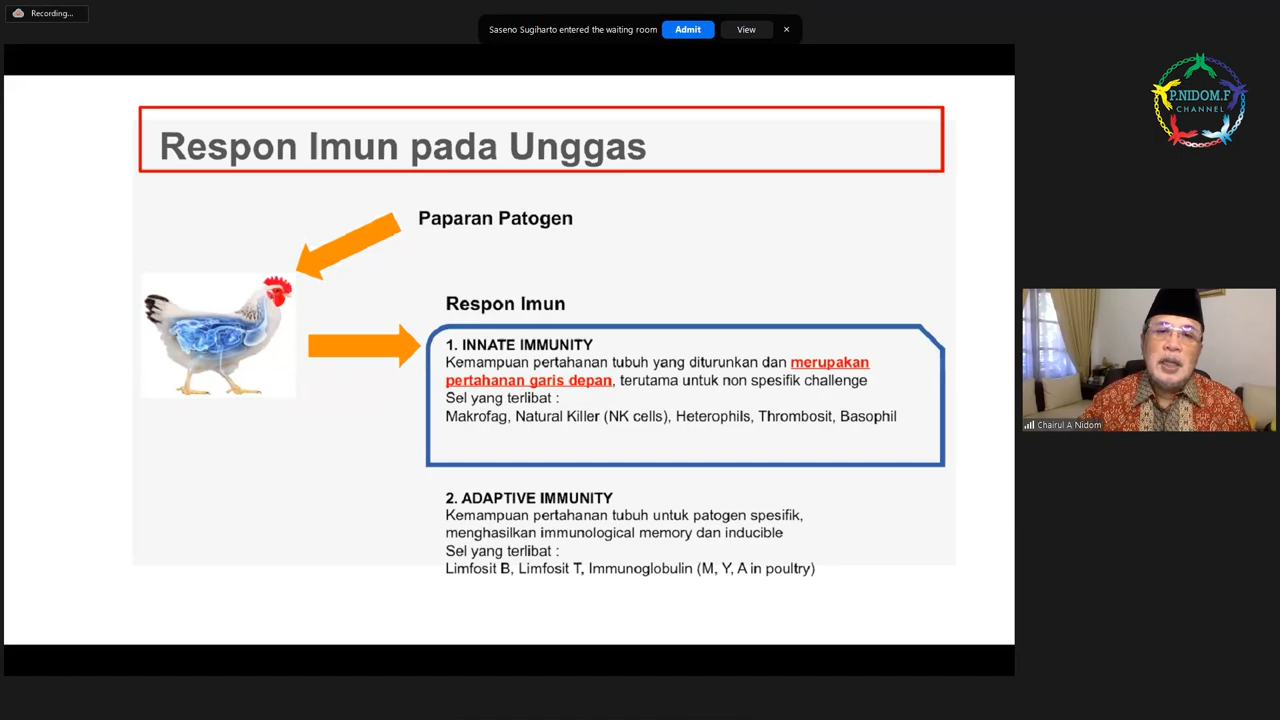 Recording...
Saseno Sugiharto entered the waiting room Admit View
P.NIDOM.F
CHANNEL
Respon Imun pada Unggas
Paparan Patogen
Respon Imun
1. INNATE IMMUNITY
Kemampuan pertahanan tubuh yang diturunkan dan merupakan
pertahanan garis depan, terutama untuk non spesifik challenge
Sel yang terlibat :
Makrofag, Natural Killer (NK cells), Heterophils, Thrombosit, Basophil
2. ADAPTIVE IMMUNITY
Kemampuan pertahanan tubuh untuk patogen spesifik,
menghasilkan immunological memory dan inducible
Sel yang terlibat :
Limfosit B, Limfosit T, Immunoglobulin (M, Y, A in poultry)
Chairul A Nidom